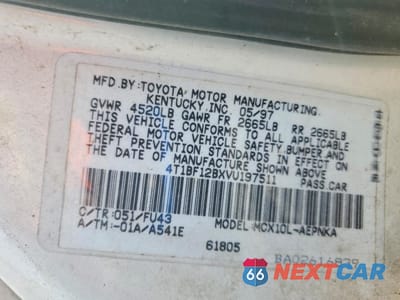 MFD.BY:TOYOTA MOTOR MANUFACTURING,
KENTUCKY,INC. 05/97
GVWR 4520LB GAWR FR 2665LB RR 2665LB
THIS VEHICLE CONFORMS TO ALL APPLICABLE
FEDERAL MOTOR VEHICLE SAFETY,BUMPER,AND
THEFT PREVENTION STANDARDS IN EFFECT ON
THE DATE OF MANUFACTURE SHOWN ABOVE.
4T1BF12BXVU197511 PASS.CAR
C/TR:051/FU43 MODEL:MCX10L-AEPNKA
A/TM:-01A/A541E
61805
66 NEXTCAR